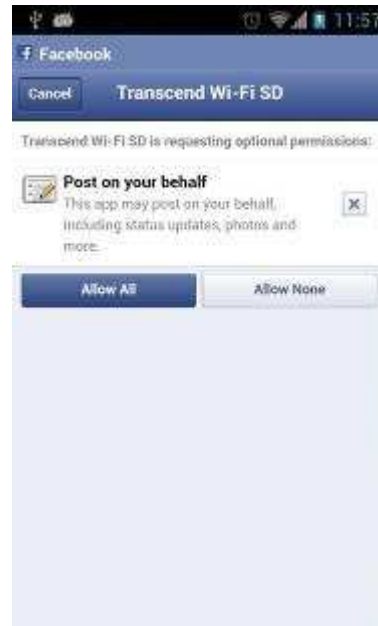 11:57
Facebook
Cancel
Transcend Wi-Fi SD
Transcend Wi-Fi SD is requesting optional permissions:
Post on your behalf
This app may post on your behalf,
including status updates, photos and
more.
Allow All
Allow None